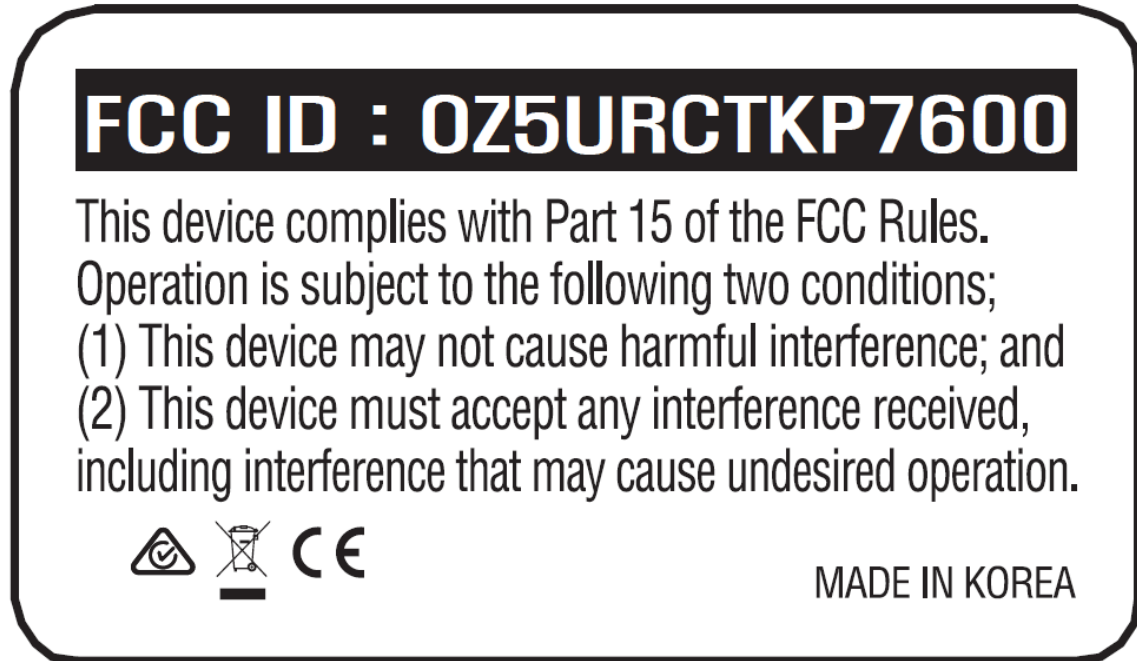 FCC ID : OZ5URCTKP7600
This device complies with Part 15 of the FCC Rules.
Operation is subject to the following two conditions;
(1) This device may not cause harmful interference; and
(2) This device must accept any interference received,
including interference that may cause undesired operation.
CE
MADE IN KOREA